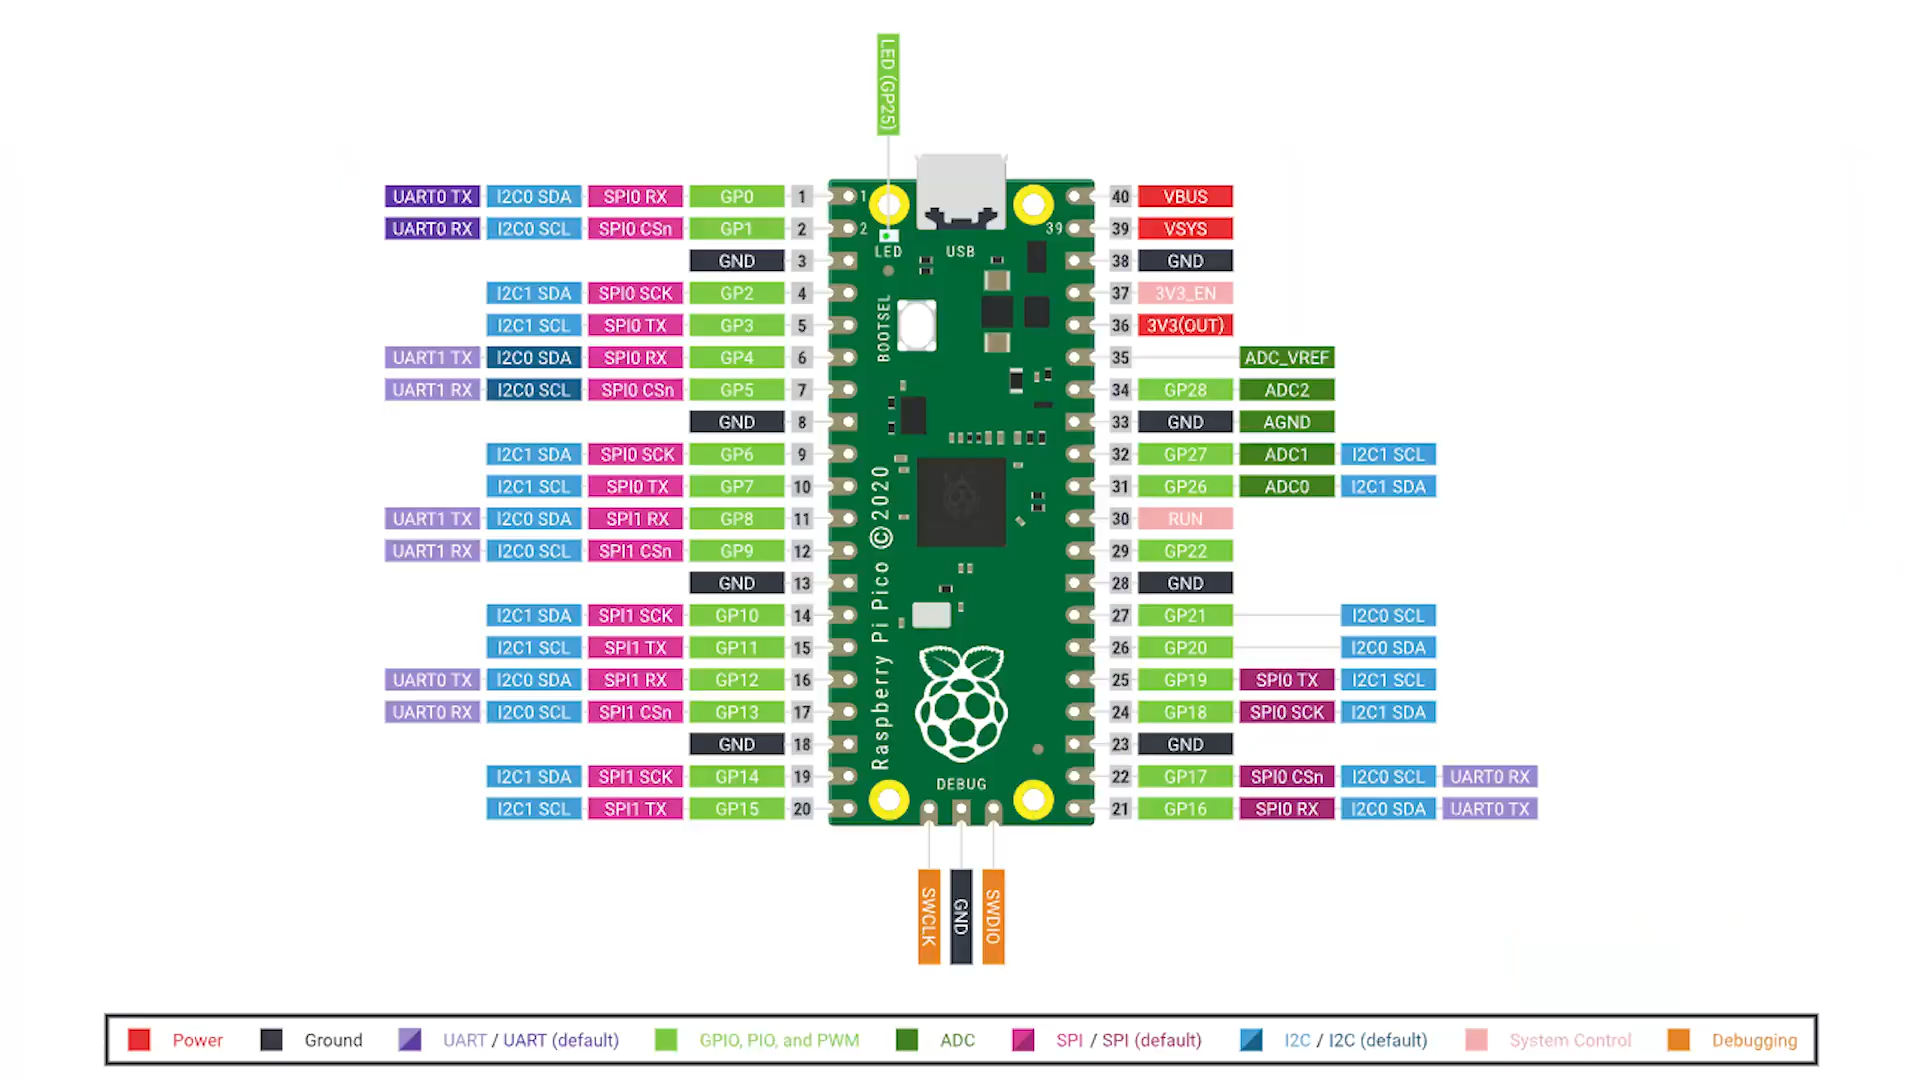 LED (GP25)
UART0 TX I2C0 SDA SPI0 RX GP0 1 1 40 VBUS
UART0 RX I2C0 SCL SPI0 CSn GP1 2 2 39 39 VSYS
LED USB
GND 3 38 GND
I2C1 SDA SPI0 SCK GP2 4 37 3V3_EN
I2C1 SCL SPI0 TX GP3 5 BOOTSEL 36 3V3(OUT)
UART1 TX I2C0 SDA SPI0 RX GP4 6 35 ADC_VREF
UART1 RX I2C0 SCL SPI0 CSn GP5 7 34 GP28 ADC2
GND 8 33 GND AGND
I2C1 SDA SPI0 SCK GP6 9 32 GP27 ADC1 I2C1 SCL
I2C1 SCL SPI0 TX GP7 10 31 GP26 ADC0 I2C1 SDA
UART1 TX I2C0 SDA SPI1 RX GP8 11 30 RUN
UART1 RX I2C0 SCL SPI1 CSn GP9 12 29 GP22
GND 13 28 GND
Raspberry Pi Pico ©2020
I2C1 SDA SPI1 SCK GP10 14 27 GP21 I2C0 SCL
I2C1 SCL SPI1 TX GP11 15 26 GP20 I2C0 SDA
UART0 TX I2C0 SDA SPI1 RX GP12 16 25 GP19 SPI0 TX I2C1 SCL
UART0 RX I2C0 SCL SPI1 CSn GP13 17 24 GP18 SPI0 SCK I2C1 SDA
GND 18 23 GND
I2C1 SDA SPI1 SCK GP14 19 22 GP17 SPI0 CSn I2C0 SCL UART0 RX
DEBUG
I2C1 SCL SPI1 TX GP15 20 21 GP16 SPI0 RX I2C0 SDA UART0 TX
SWCLK GND SWDIO
Power Ground UART / UART (default) GPIO, PIO, and PWM ADC SPI / SPI (default) I2C / I2C (default) System Control Debugging